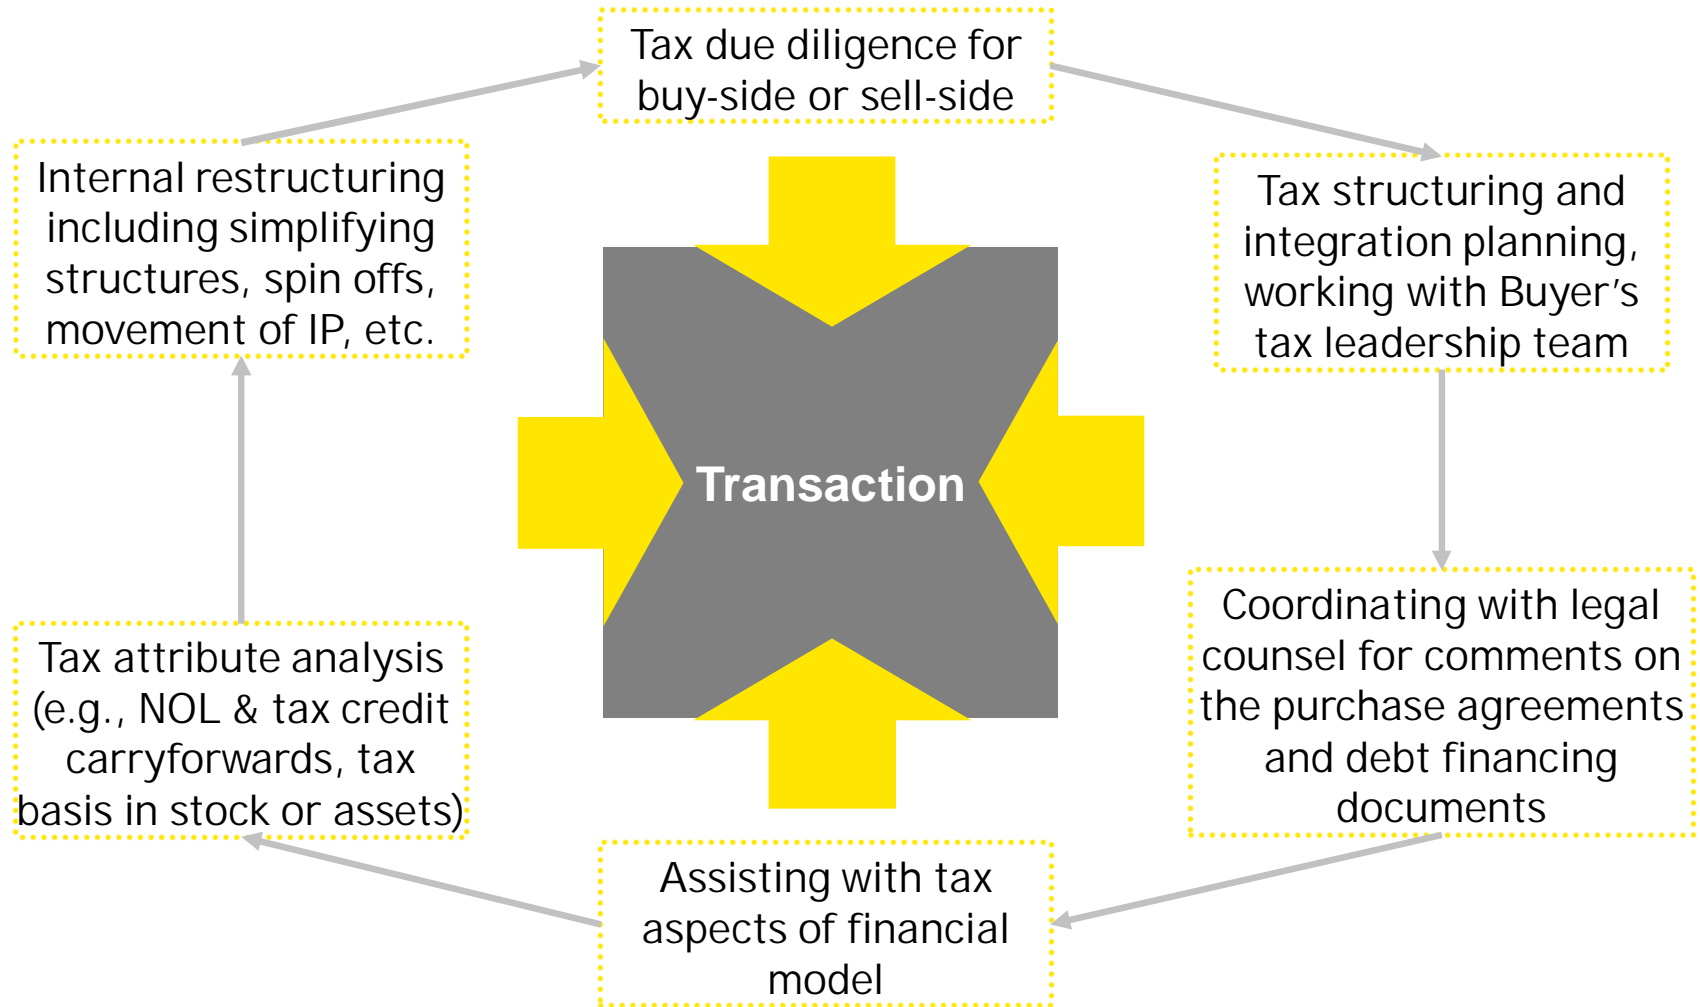 Tax due diligence for
buy-side or sell-side
Tax structuring and
integration planning,
working with Buyer’s
tax leadership team
Coordinating with legal
counsel for comments on
the purchase agreements
and debt financing
documents
Assisting with tax
aspects of financial
model
Tax attribute analysis
(e.g., NOL & tax credit
carryforwards, tax
basis in stock or assets)
Internal restructuring
including simplifying
structures, spin offs,
movement of IP, etc.
Transaction